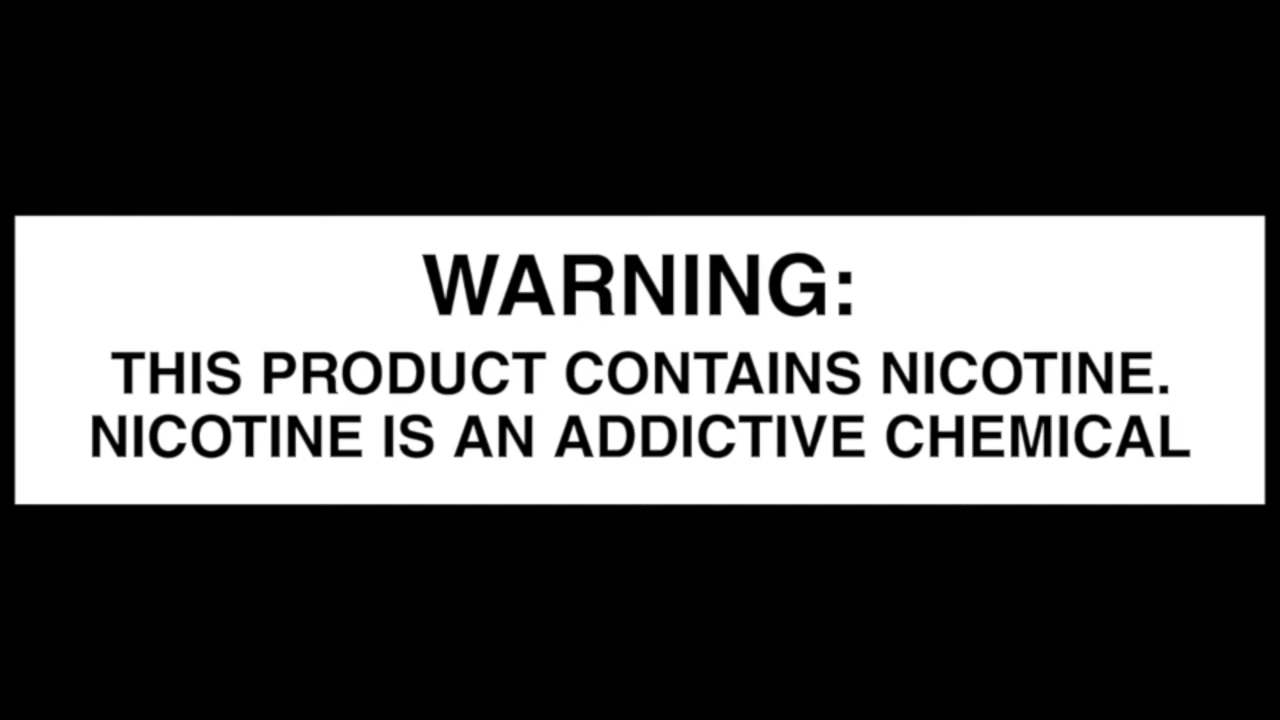 WARNING:
THIS PRODUCT CONTAINS NICOTINE.
NICOTINE IS AN ADDICTIVE CHEMICAL